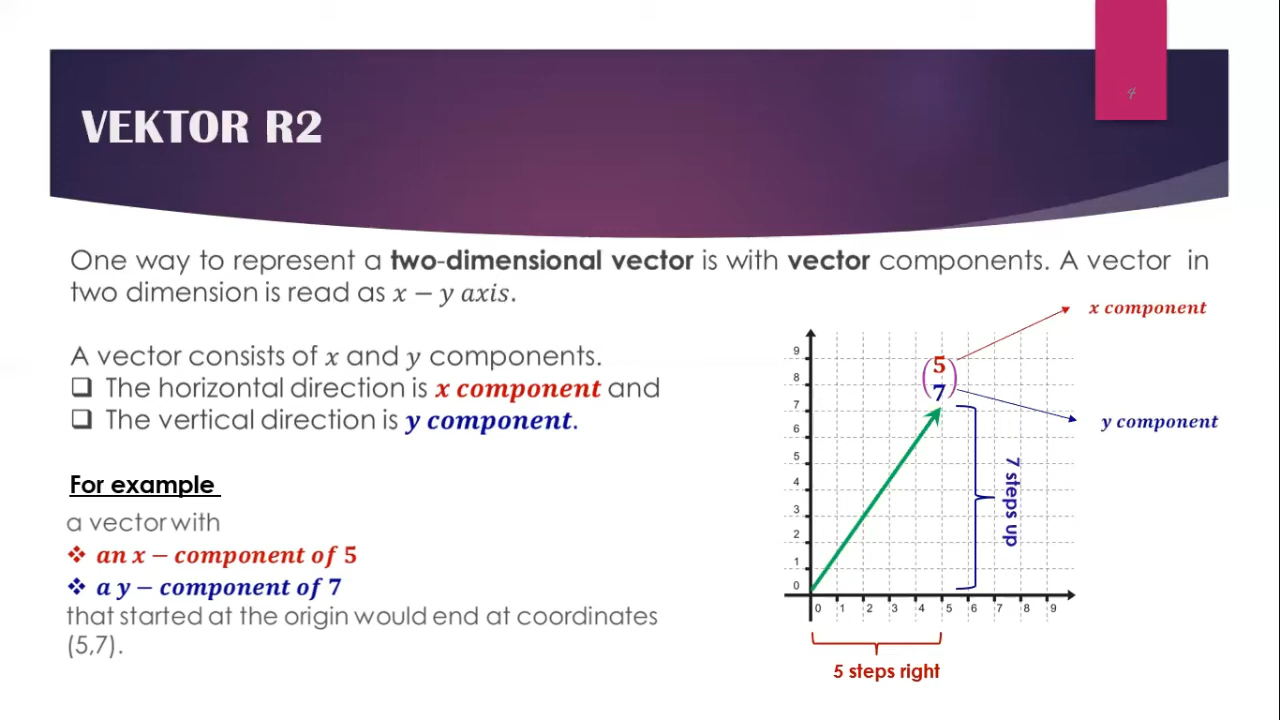 4
VEKTOR R2
One way to represent a two-dimensional vector is with vector components. A vector in
two dimension is read as x − y axis.
A vector consists of x and y components.
❑ The horizontal direction is x component and
❑ The vertical direction is y component.
For example
a vector with
❖ an x − component of 5
❖ a y − component of 7
that started at the origin would end at coordinates
(5,7).
x component
y component
(5
7)
9
8
7
6
5
4
3
2
1
0
0 1 2 3 4 5 6 7 8 9
7 steps up
5 steps right